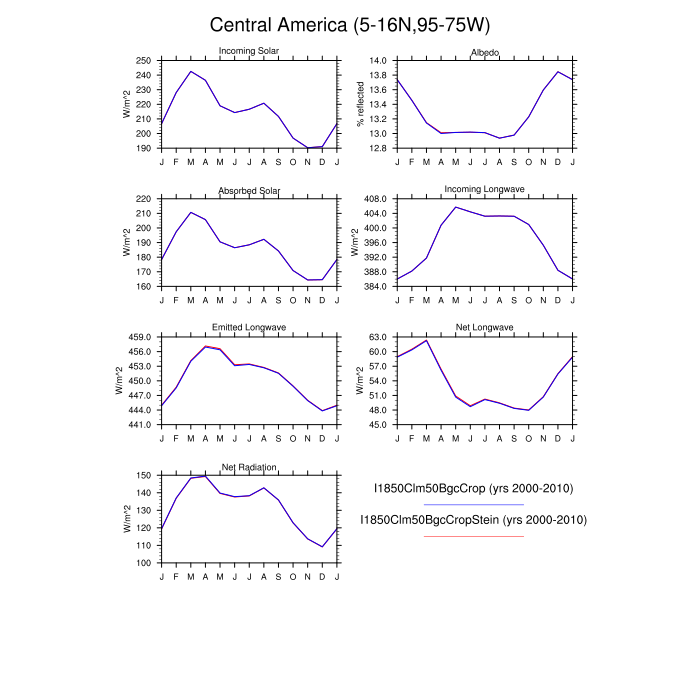 Central America (5-16N,95-75W)
Incoming Solar
W/m^2
250
240
230
220
210
200
190
J F M A M J J A S O N D J
Albedo
% reflected
14.0
13.8
13.6
13.4
13.2
13.0
12.8
J F M A M J J A S O N D J
Absorbed Solar
W/m^2
220
210
200
190
180
170
160
J F M A M J J A S O N D J
Incoming Longwave
W/m^2
408.0
404.0
400.0
396.0
392.0
388.0
384.0
J F M A M J J A S O N D J
Emitted Longwave
W/m^2
459.0
456.0
453.0
450.0
447.0
444.0
441.0
J F M A M J J A S O N D J
Net Longwave
W/m^2
63.0
60.0
57.0
54.0
51.0
48.0
45.0
J F M A M J J A S O N D J
Net Radiation
W/m^2
150
140
130
120
110
100
J F M A M J J A S O N D J
I1850Clm50BgcCrop (yrs 2000-2010)
I1850Clm50BgcCropStein (yrs 2000-2010)